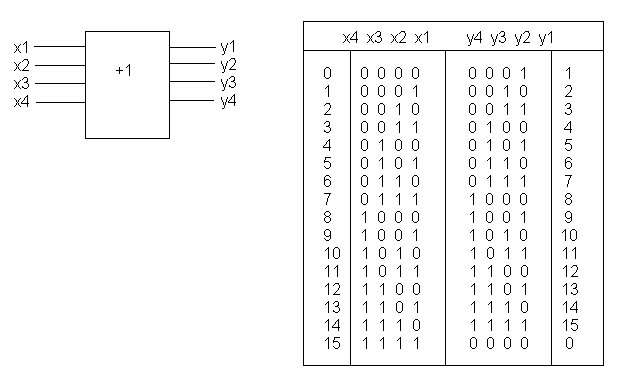 x1 y1
x2 y2
+1
x3 y3
x4 y4
x4 x3 x2 x1 y4 y3 y2 y1
0 0 0 0 0 0 0 0 1 1
1 0 0 0 1 0 0 1 0 2
2 0 0 1 0 0 0 1 1 3
3 0 0 1 1 0 1 0 0 4
4 0 1 0 0 0 1 0 1 5
5 0 1 0 1 0 1 1 0 6
6 0 1 1 0 0 1 1 1 7
7 0 1 1 1 1 0 0 0 8
8 1 0 0 0 1 0 0 1 9
9 1 0 0 1 1 0 1 0 10
10 1 0 1 0 1 0 1 1 11
11 1 0 1 1 1 1 0 0 12
12 1 1 0 0 1 1 0 1 13
13 1 1 0 1 1 1 1 0 14
14 1 1 1 0 1 1 1 1 15
15 1 1 1 1 0 0 0 0 0